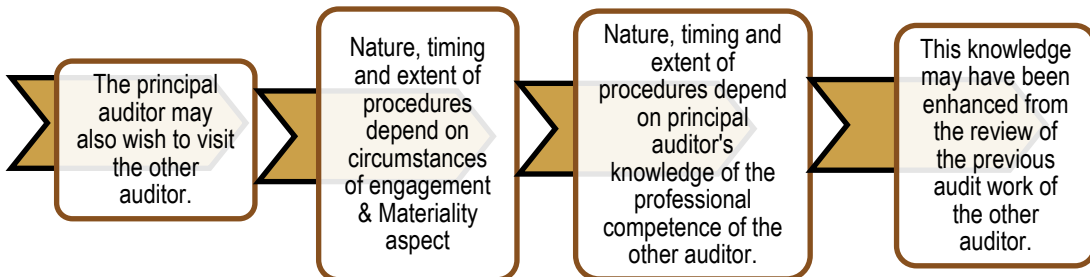 The principal
auditor may
also wish to visit
the other
auditor.
Nature, timing
and extent of
procedures
depend on
circumstances
of engagement
& Materiality
aspect
Nature, timing and
extent of
procedures depend
on principal
auditor's
knowledge of the
professional
competence of the
other auditor.
This knowledge
may have been
enhanced from
the review of
the previous
audit work of
the other
auditor.